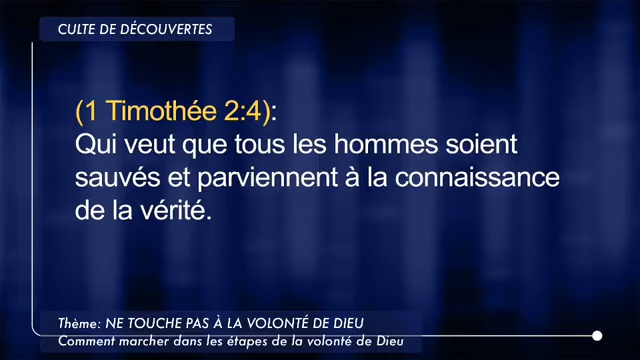 CULTE DE DÉCOUVERTES
(1 Timothée 2:4):
Qui veut que tous les hommes soient
sauvés et parviennent à la connaissance
de la vérité.
Thème: NE TOUCHE PAS À LA VOLONTÉ DE DIEU
Comment marcher dans les étapes de la volonté de Dieu